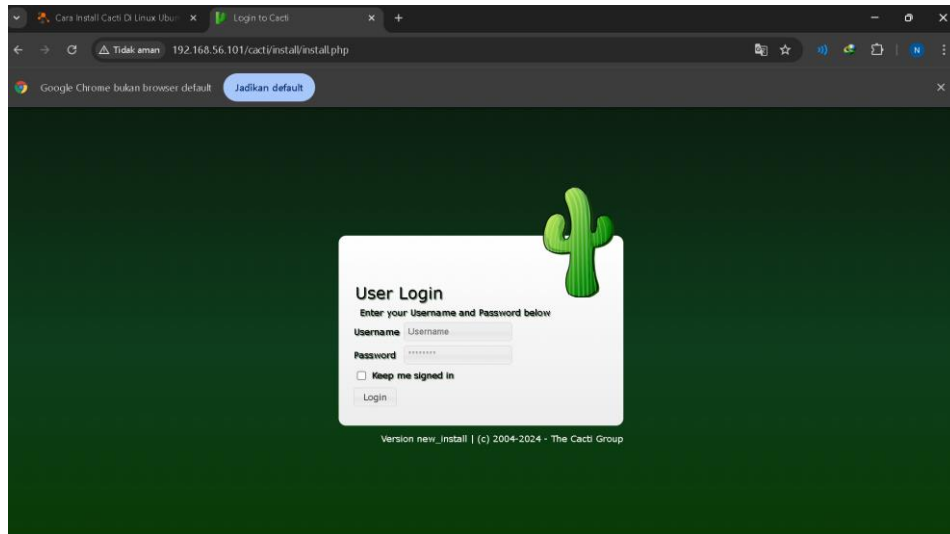 Cara Install Cacti Di Linux Ubun
Login to Cacti
Tidak aman
192.168.56.101/cacti/install/install.php
N
Google Chrome bukan browser default
Jadikan default
User Login
Enter your Username and Password below
Username
Username
Password
********
Keep me signed in
Login
Version new_install | (c) 2004-2024 - The Cacti Group